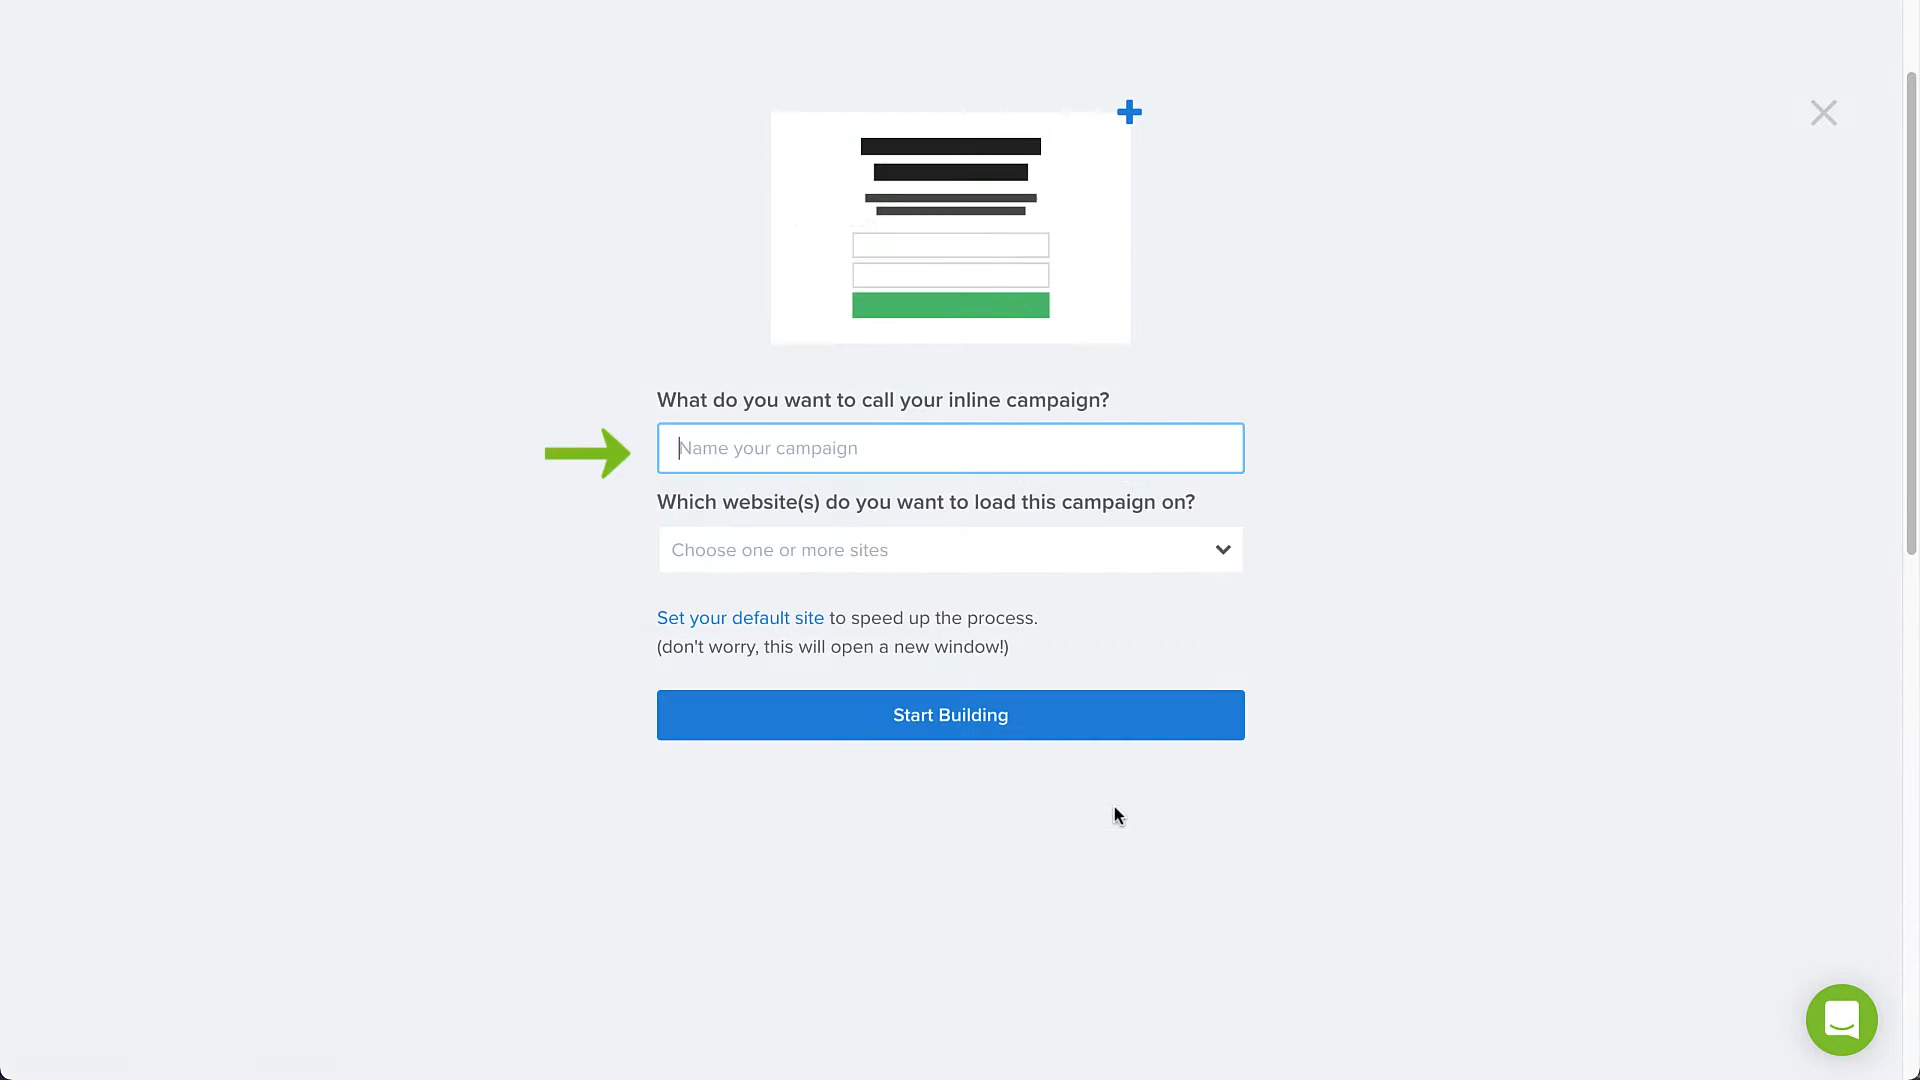 What do you want to call your inline campaign?
Name your campaign
Which website(s) do you want to load this campaign on?
Choose one or more sites
Set your default site to speed up the process.
(don't worry, this will open a new window!)
Start Building